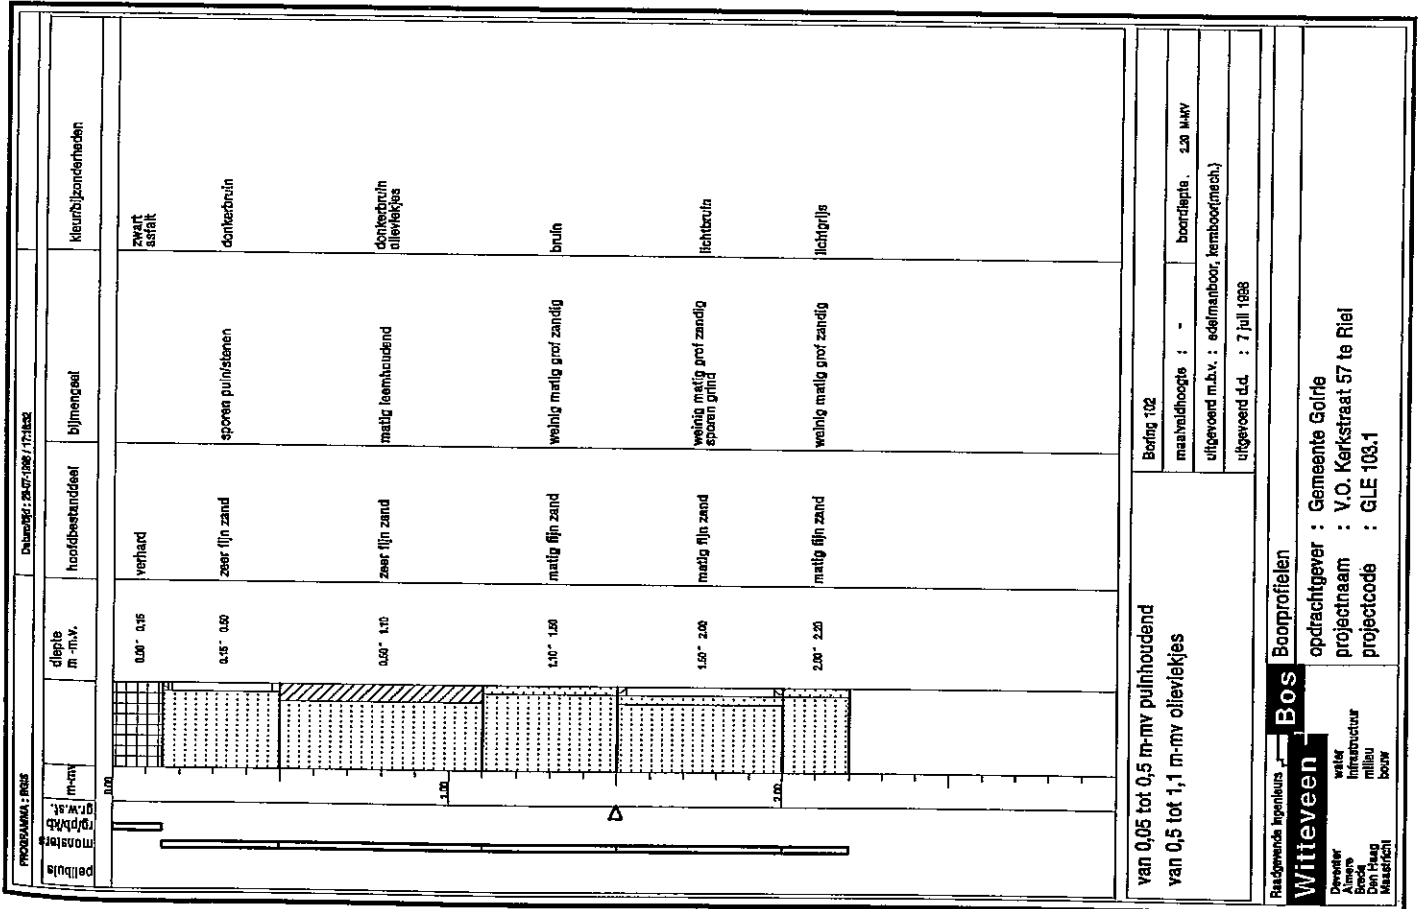 PROGRAMMA : BGIS
Datum/tijd : 29-07-1998 / 17:18:32
peilbuis
monsters
rg/pb/kb
gr.w.st.
m-mv
diepte
m -m.v.
hoofdbestanddeel
bijmengsel
kleur/bijzonderheden
0.00
1.00
2.00
0.00 - 0.15 verhard zwart
asfalt
0.15 - 0.50 zeer fijn zand sporen puin/stenen donkerbruin
0.50 - 1.10 zeer fijn zand matig leemhoudend donkerbruin
olievlekjes
1.10 - 1.50 matig fijn zand weinig matig grof zandig bruin
1.50 - 2.00 matig fijn zand weinig matig grof zandig lichtbruin
sporen grind
2.00 - 2.20 matig fijn zand weinig matig grof zandig lichtgrijs
van 0,05 tot 0,5 m-mv puinhoudend
van 0,5 tot 1,1 m-mv olievlekjes
Boring 102
maaiveldhoogte : - boordiepte. 2.20 M-MV
uitgevoerd m.b.v. : edelmanboor, kernboor(mech.)
uitgevoerd d.d. : 7 juli 1998
Raadgevende ingenieurs
Witteveen
Bos
Deventer
Almere
Breda
Den Haag
Maastricht
water
infrastructuur
milieu
bouw
Boorprofielen
opdrachtgever : Gemeente Goirle
projectnaam : V.O. Kerkstraat 57 te Riel
projectcode : GLE 103.1